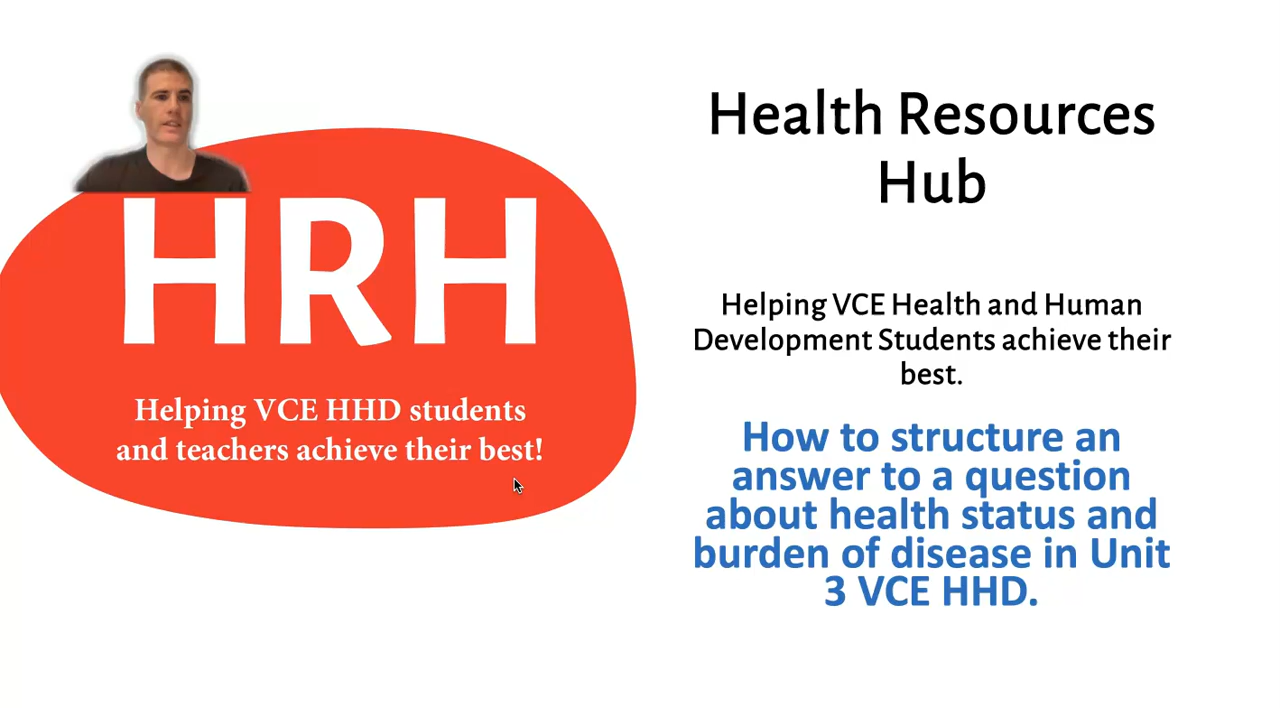 HRH
Helping VCE HHD students
and teachers achieve their best!
Health Resources
Hub
Helping VCE Health and Human
Development Students achieve their
best.
How to structure an
answer to a question
about health status and
burden of disease in Unit
3 VCE HHD.